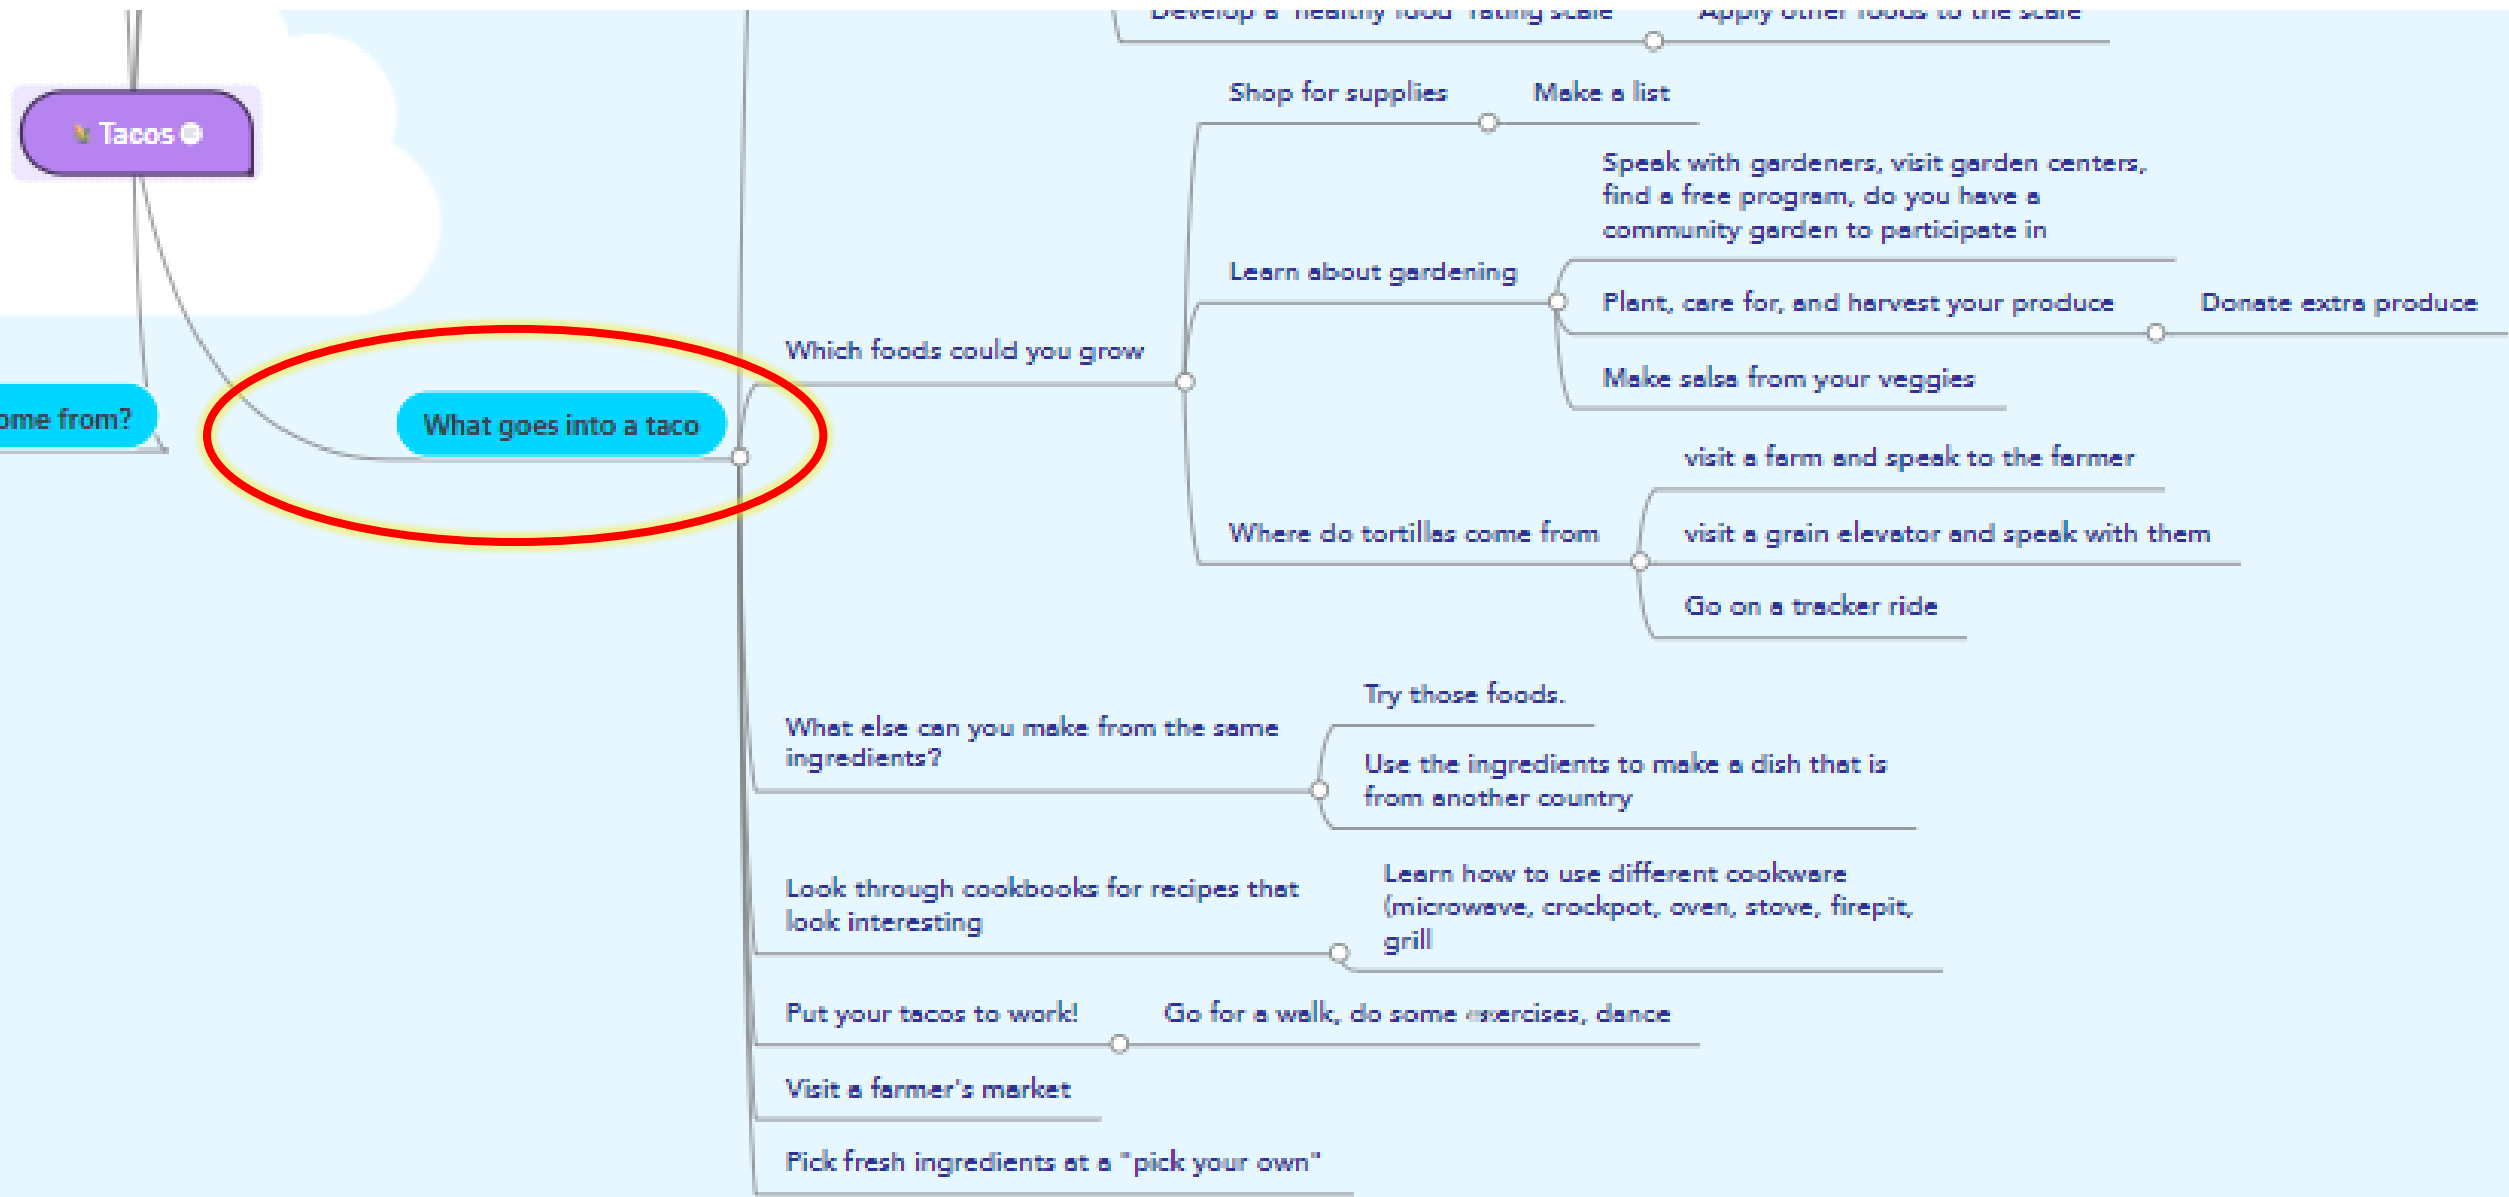 Develop a "healthy food" rating scale
Apply other foods to the scale
Tacos
Shop for supplies
Make a list
Speak with gardeners, visit garden centers,
find a free program, do you have a
community garden to participate in
Learn about gardening
Plant, care for, and harvest your produce
Donate extra produce
Which foods could you grow
Make salsa from your veggies
ome from?
What goes into a taco
visit a farm and speak to the farmer
Where do tortillas come from
visit a grain elevator and speak with them
Go on a tracker ride
Try those foods.
What else can you make from the same
ingredients?
Use the ingredients to make a dish that is
from another country
Look through cookbooks for recipes that
look interesting
Learn how to use different cookware
(microwave, crockpot, oven, stove, firepit,
grill
Put your tacos to work!
Go for a walk, do some exercises, dance
Visit a farmer's market
Pick fresh ingredients at a "pick your own"